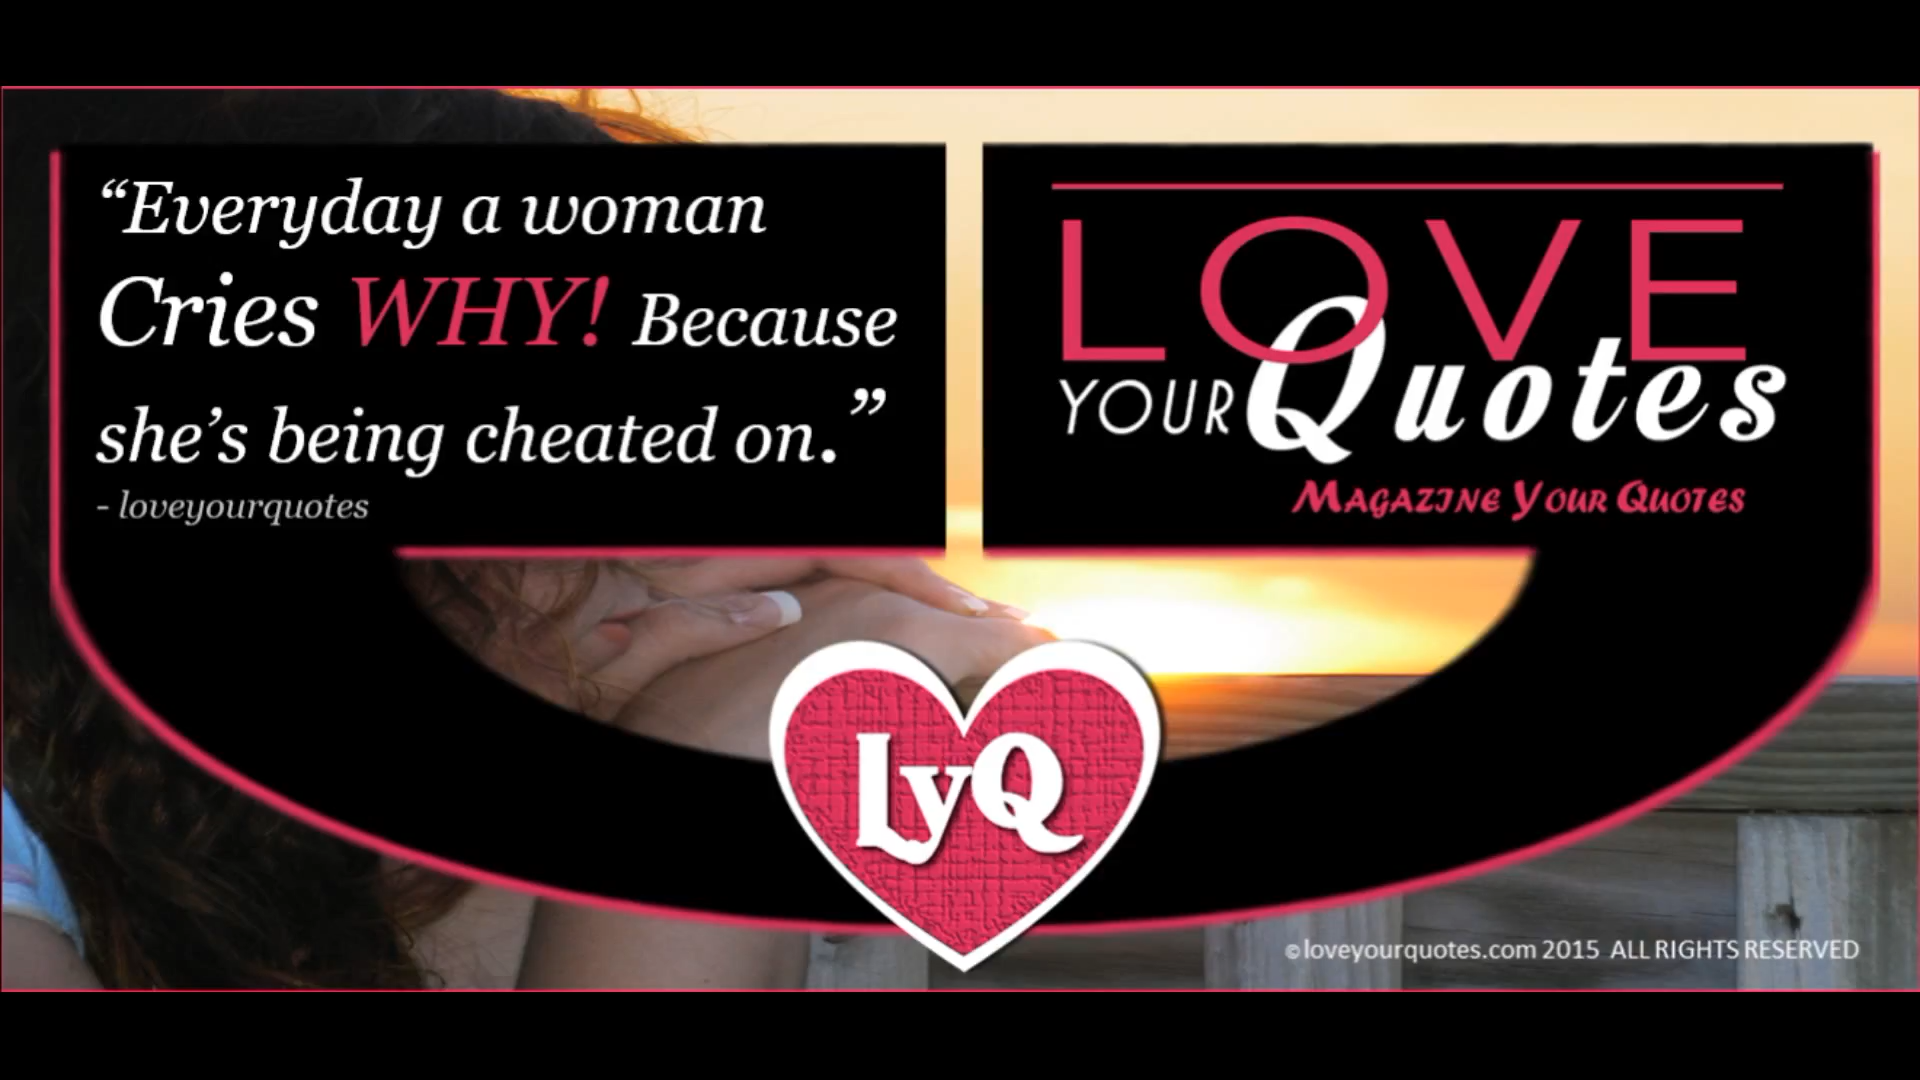 “Everyday a woman
Cries WHY! Because
she’s being cheated on.”
- loveyourquotes
LOVE
YOUR Quotes
MAGAZINE YOUR QUOTES
LyQ
©loveyourquotes.com 2015 ALL RIGHTS RESERVED